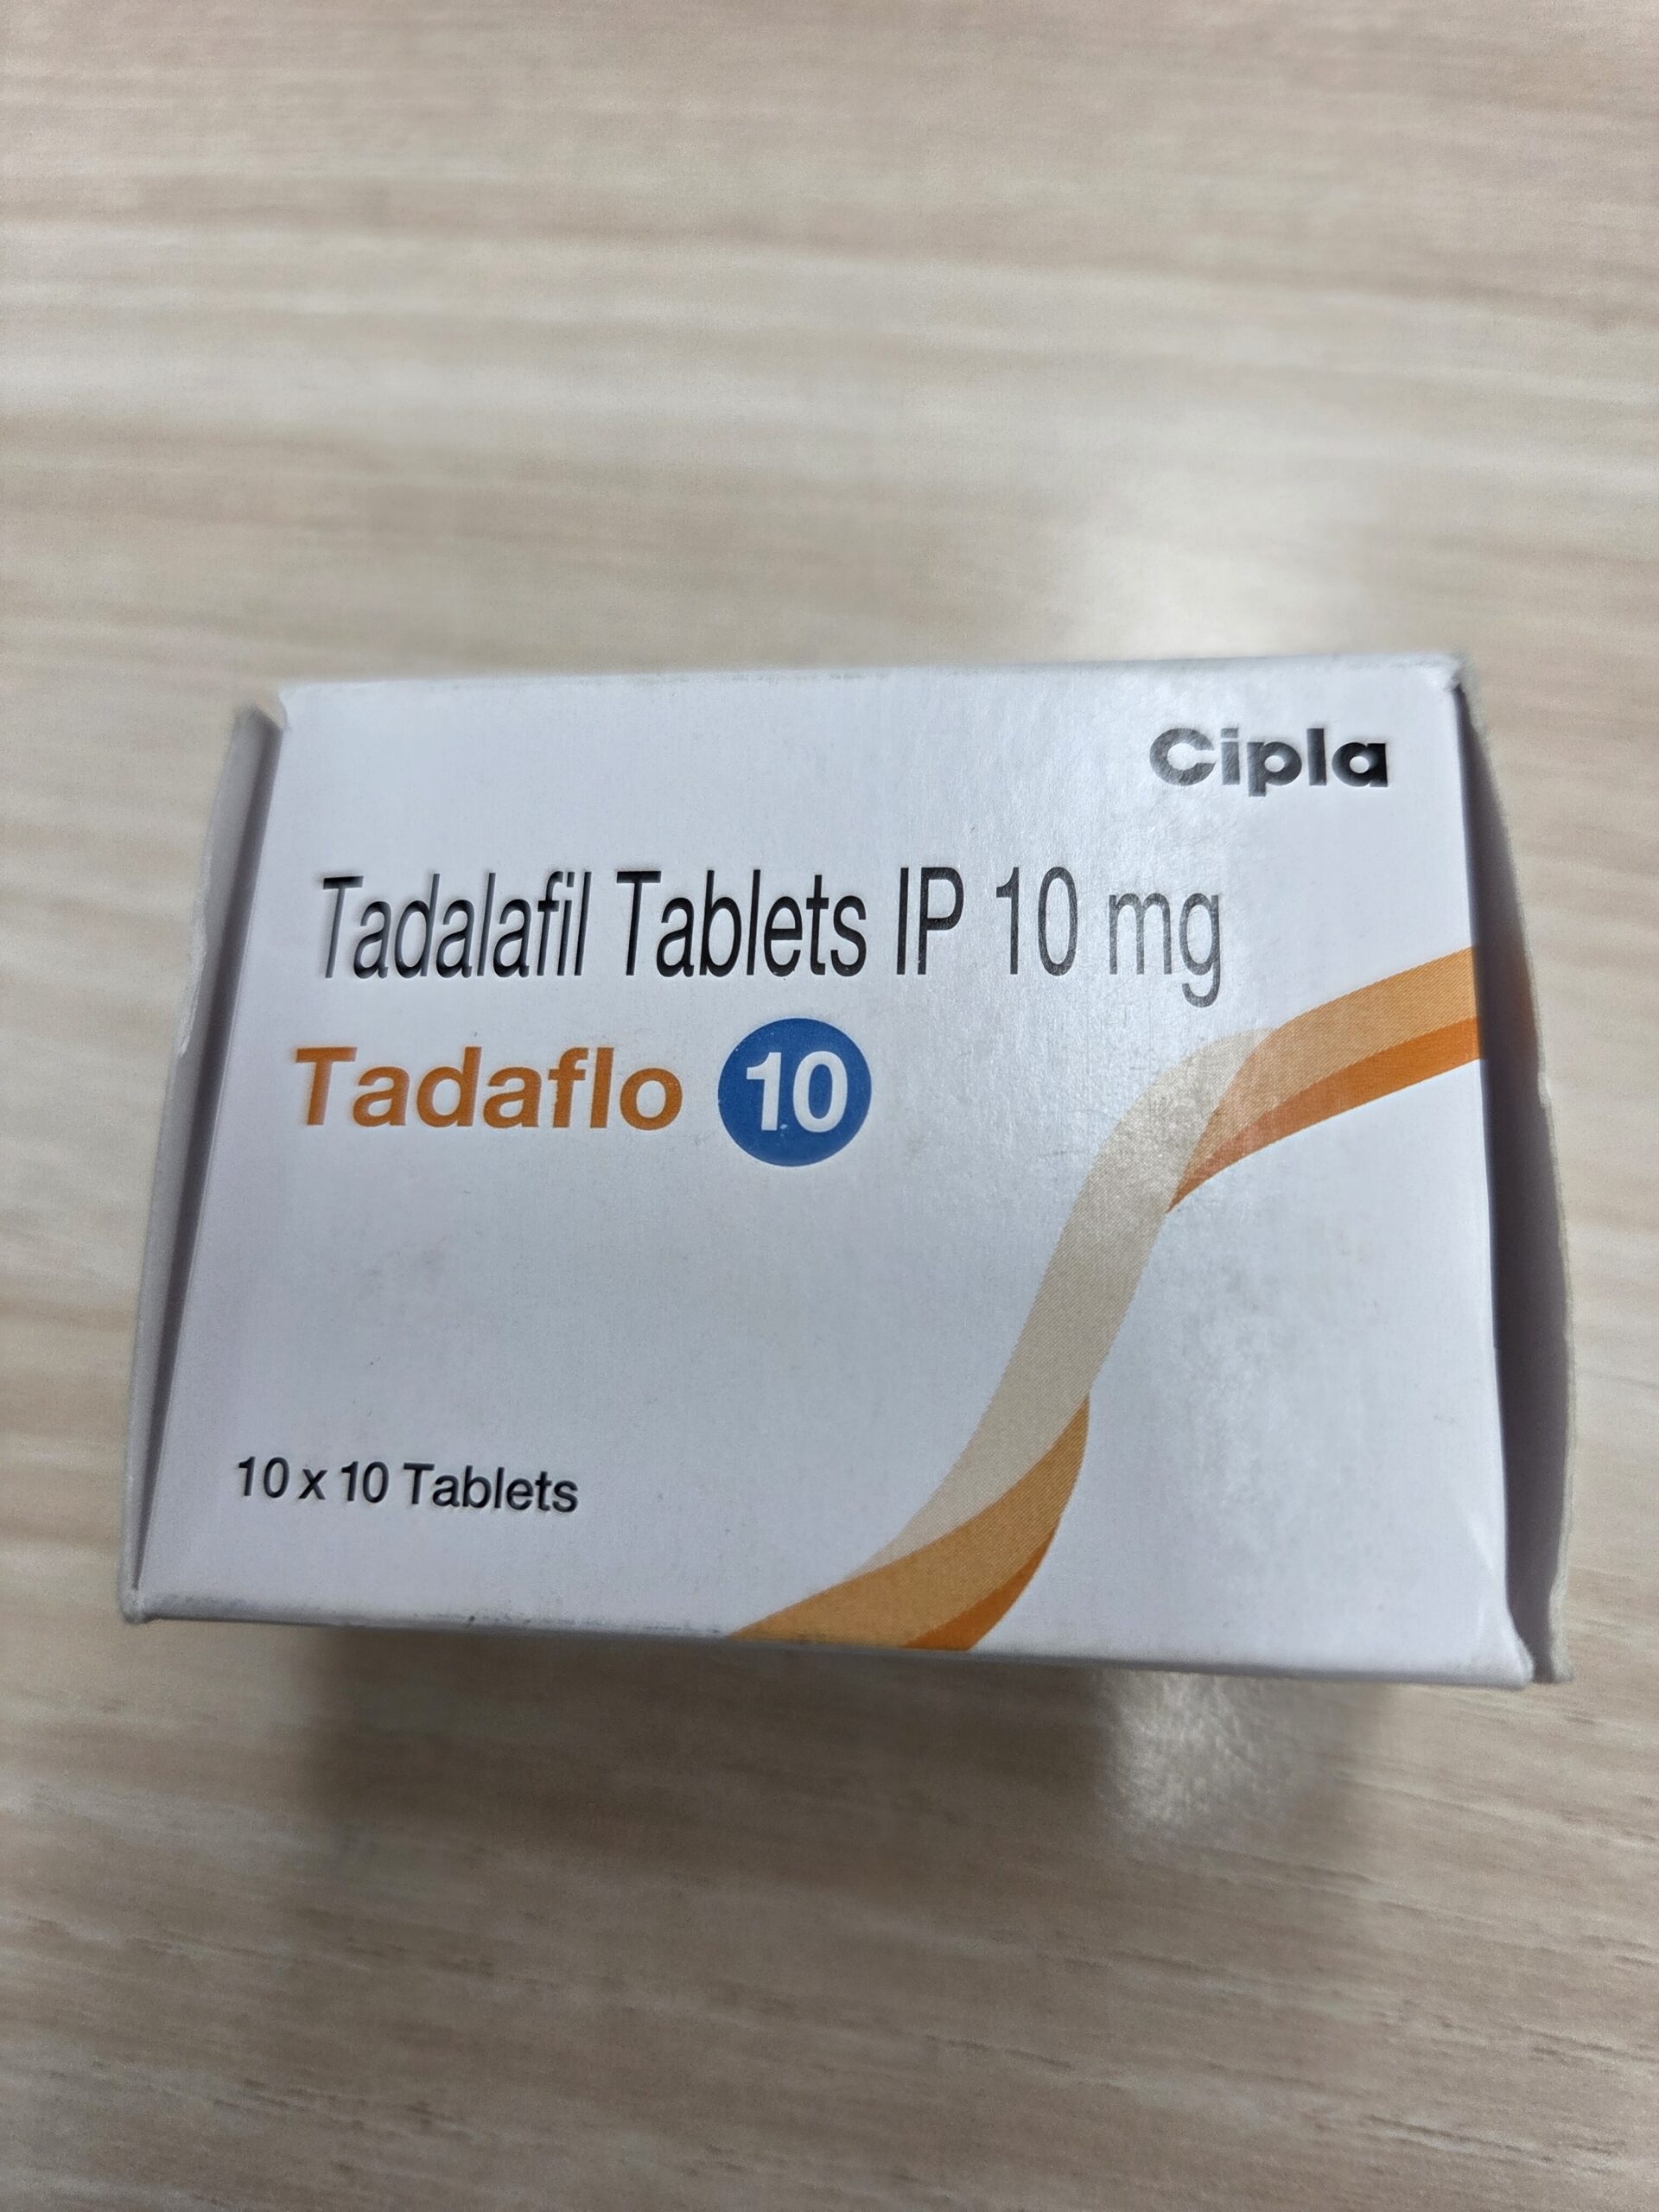 Cipla
Tadalafil Tablets IP 10 mg
Tadaflo 10
10 x 10 Tablets